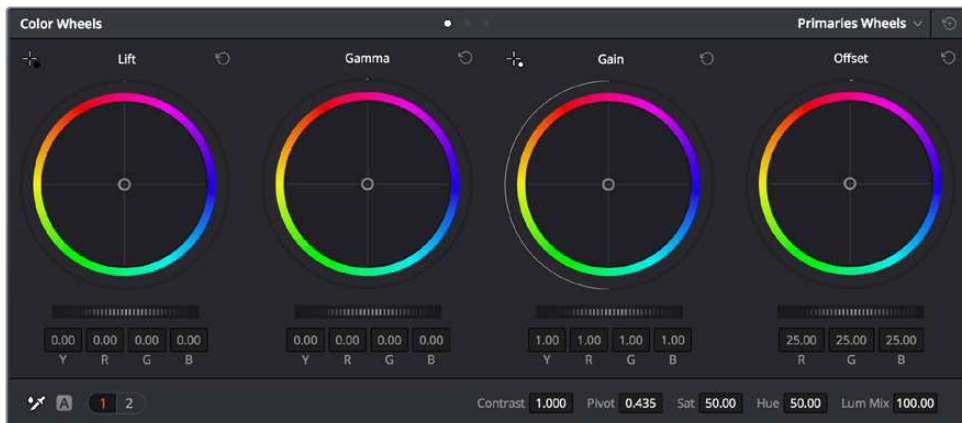 Color Wheels Primaries Wheels
Lift Gamma Gain Offset
0.00 0.00 0.00 0.00 0.00 0.00 0.00 0.00 1.00 1.00 1.00 1.00 25.00 25.00 25.00
Y R G B Y R G B Y R G B R G B
A 1 2 Contrast 1.000 Pivot 0.435 Sat 50.00 Hue 50.00 Lum Mix 100.00